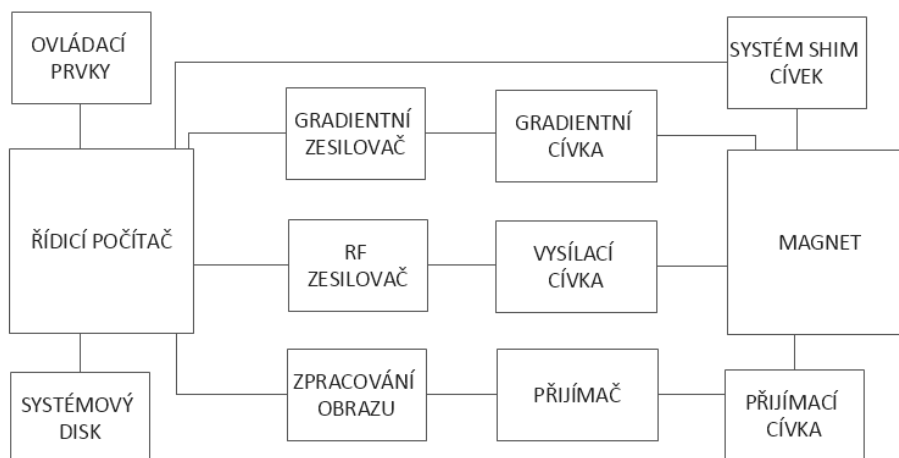 OVLÁDACÍ
PRVKY
SYSTÉM SHIM
CÍVEK
GRADIENTNÍ
ZESILOVAČ
GRADIENTNÍ
CÍVKA
ŘÍDICÍ POČÍTAČ
RF
ZESILOVAČ
VYSÍLACÍ
CÍVKA
MAGNET
SYSTÉMOVÝ
DISK
ZPRACOVÁNÍ
OBRAZU
PŘIJÍMAČ
PŘIJÍMACÍ
CÍVKA